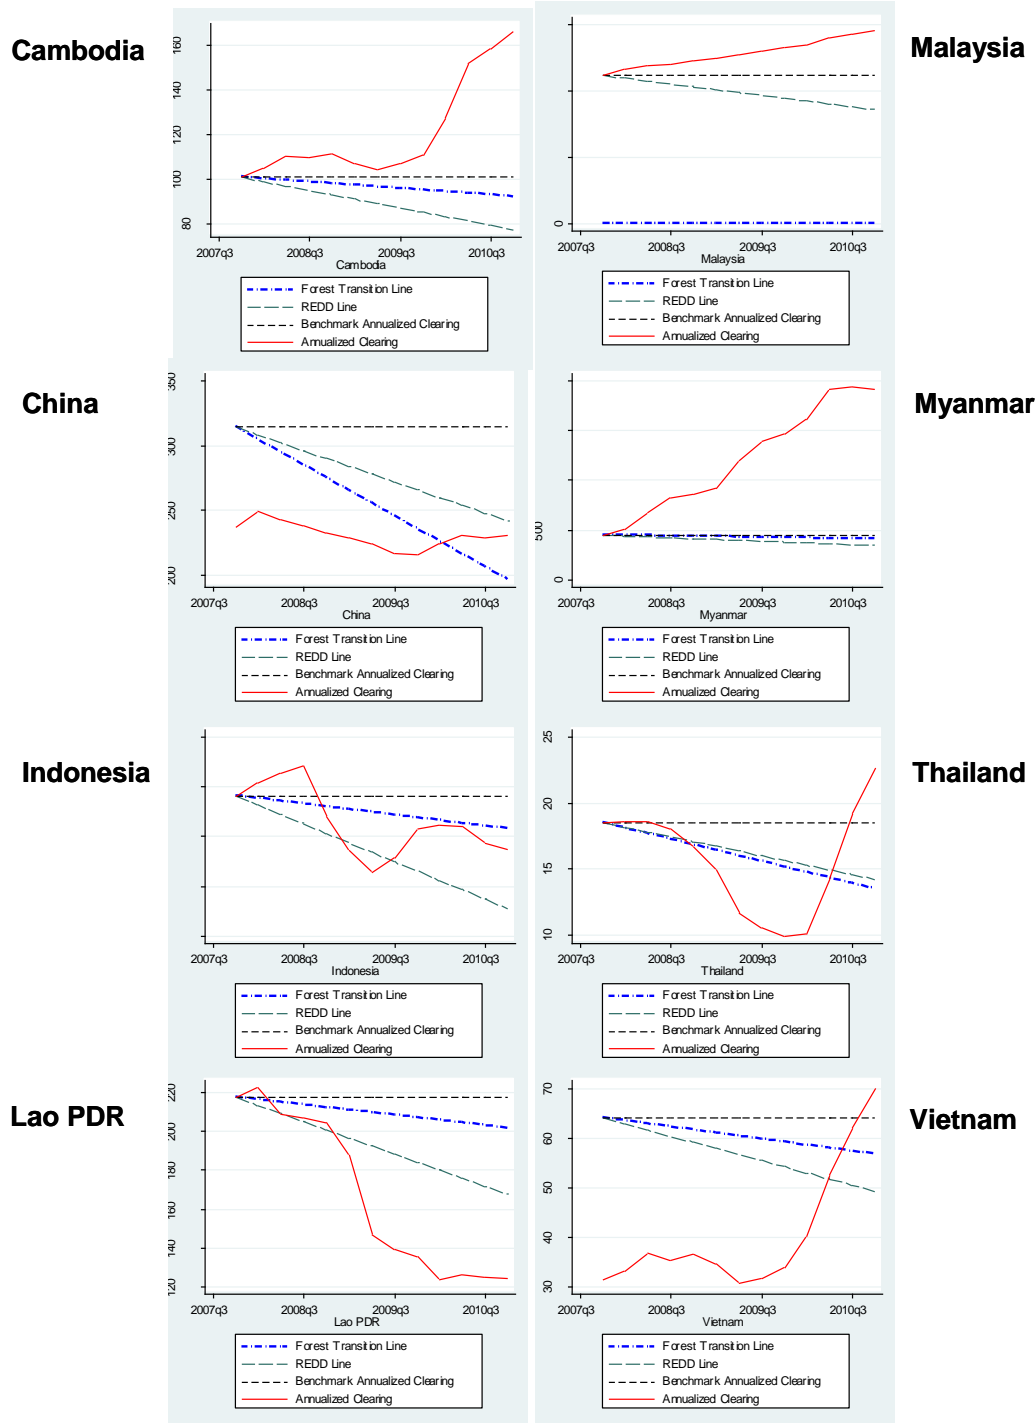 Cambodia
160
140
120
100
80
2007q3 2008q3 2009q3 2010q3
Cambodia
Forest Transition Line
REDD Line
Benchmark Annualized Clearing
Annualized Clearing
Malaysia
0
2007q3 2008q3 2009q3 2010q3
Malaysia
Forest Transition Line
REDD Line
Benchmark Annualized Clearing
Annualized Clearing
China
350
300
250
200
2007q3 2008q3 2009q3 2010q3
China
Forest Transition Line
REDD Line
Benchmark Annualized Clearing
Annualized Clearing
Myanmar
500
0
2007q3 2008q3 2009q3 2010q3
Myanmar
Forest Transition Line
REDD Line
Benchmark Annualized Clearing
Annualized Clearing
Indonesia
2007q3 2008q3 2009q3 2010q3
Indonesia
Forest Transition Line
REDD Line
Benchmark Annualized Clearing
Annualized Clearing
Thailand
25
20
15
10
2007q3 2008q3 2009q3 2010q3
Thailand
Forest Transition Line
REDD Line
Benchmark Annualized Clearing
Annualized Clearing
Lao PDR
220
200
180
160
140
120
2007q3 2008q3 2009q3 2010q3
Lao PDR
Forest Transition Line
REDD Line
Benchmark Annualized Clearing
Annualized Clearing
Vietnam
70
60
50
40
30
2007q3 2008q3 2009q3 2010q3
Vietnam
Forest Transition Line
REDD Line
Benchmark Annualized Clearing
Annualized Clearing